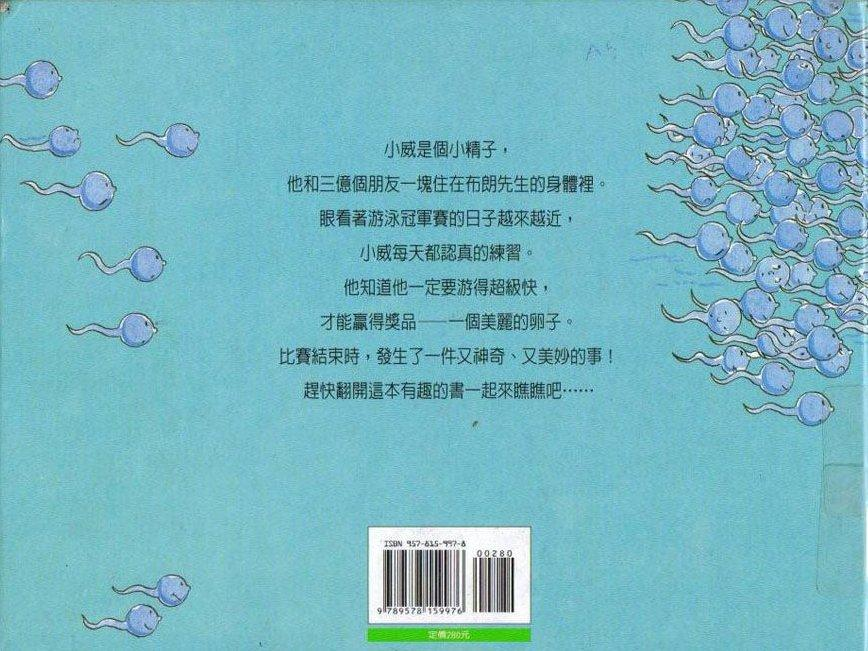 小威是個小精子，
他和三億個朋友一塊住在布朗先生的身體裡。
眼看著游泳冠軍賽的日子越來越近，
小威每天都認真的練習。
他知道他一定要游得超級快，
才能贏得獎品——一個美麗的卵子。
比賽結束時，發生了一件又神奇、又美妙的事！
趕快翻開這本有趣的書一起來瞧瞧吧……
ISBN 957-815-997-8
00280
9 789578 159976
定價280元